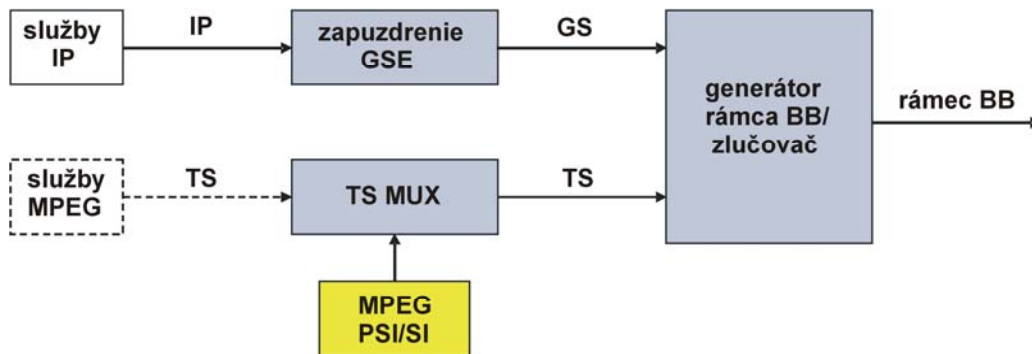 služby
IP
IP
zapuzdrenie
GSE
GS
generátor
rámca BB/
zlučovač
rámec BB
služby
MPEG
TS
TS MUX
TS
MPEG
PSI/SI